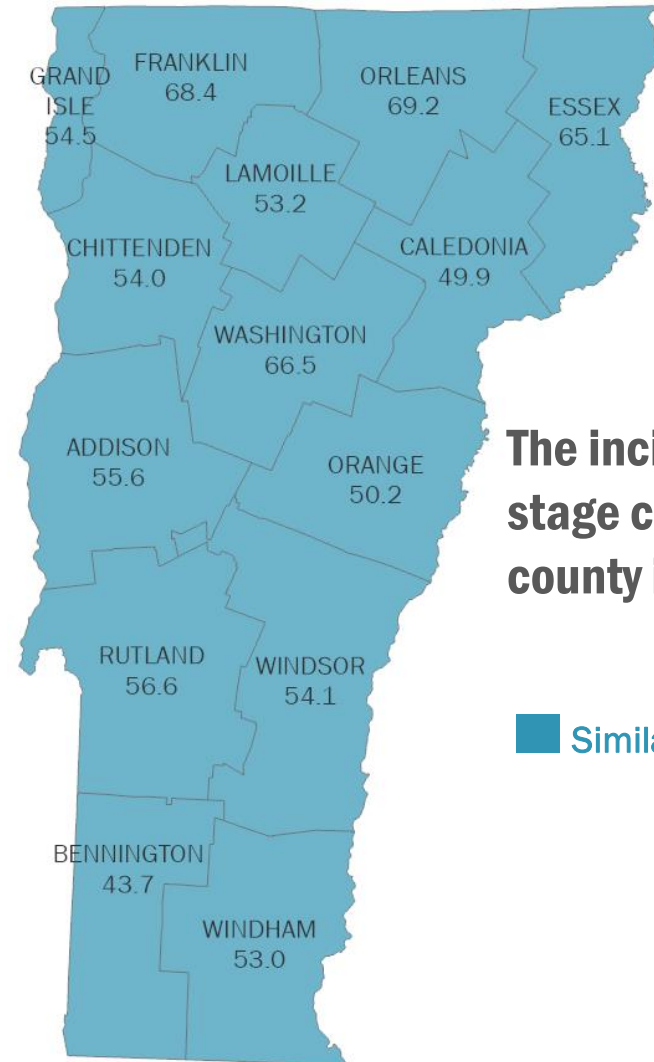 FRANKLIN
68.4
ORLEANS
69.2
GRAND
ISLE
54.5
ESSEX
65.1
LAMOILLE
53.2
CHITTENDEN
54.0
CALEDONIA
49.9
WASHINGTON
66.5
ADDISON
55.6
ORANGE
50.2
The inci
stage c
county
RUTLAND
56.6
WINDSOR
54.1
Simila
BENNINGTON
43.7
WINDHAM
53.0